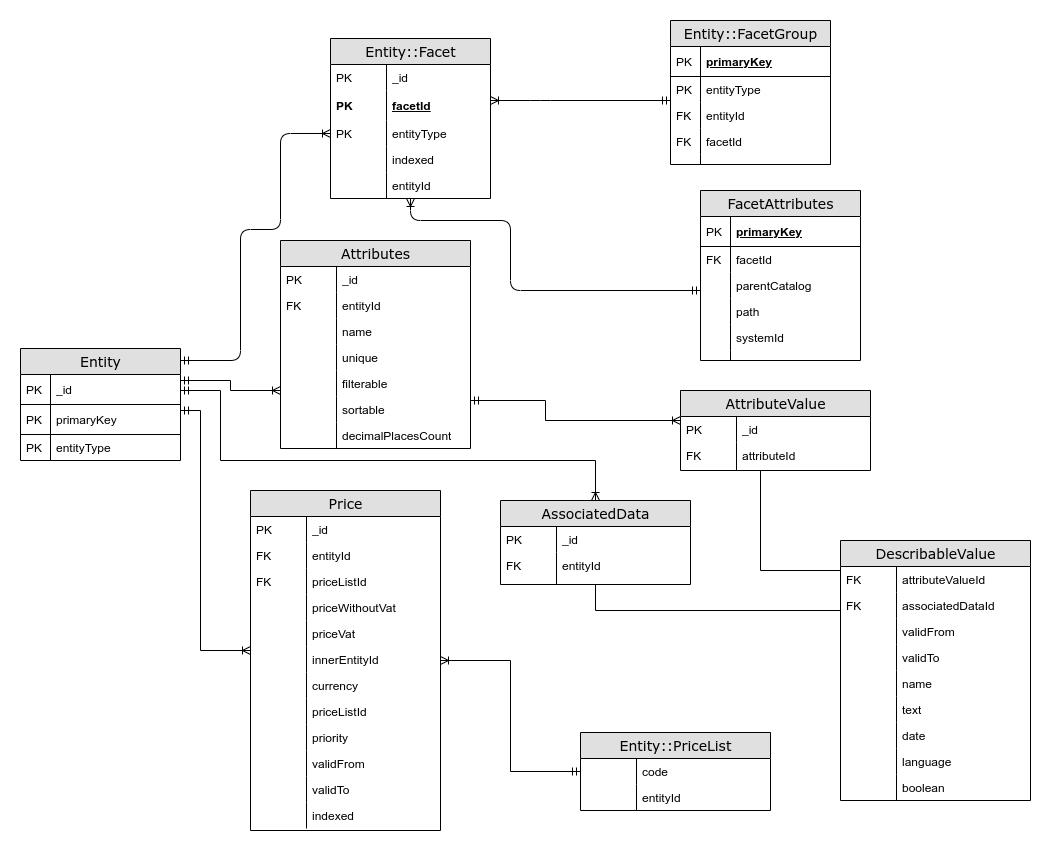 Entity::Facet
PK _id
PK facetId
PK entityType
indexed
entityId
Entity::FacetGroup
PK primaryKey
PK entityType
FK entityId
FK facetId
FacetAttributes
PK primaryKey
FK facetId
parentCatalog
path
systemId
Attributes
PK _id
FK entityId
name
unique
filterable
sortable
decimalPlacesCount
Entity
PK _id
PK primaryKey
PK entityType
AttributeValue
PK _id
FK attributeId
Price
PK _id
FK entityId
FK priceListId
priceWithoutVat
priceVat
innerEntityId
currency
priceListId
priority
validFrom
validTo
indexed
AssociatedData
PK _id
FK entityId
DescribableValue
FK attributeValueId
FK associatedDataId
validFrom
validTo
name
text
date
language
boolean
Entity::PriceList
code
entityId